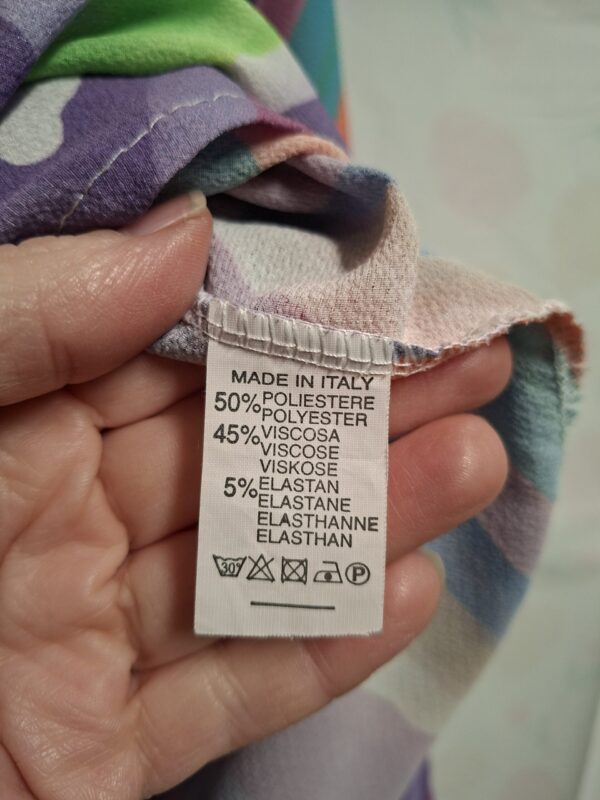 MADE IN ITALY
50% POLIESTERE
POLYESTER
45% VISCOSA
VISCOSE
VISKOSE
5% ELASTAN
ELASTANE
ELASTHANNE
ELASTHAN
30° P